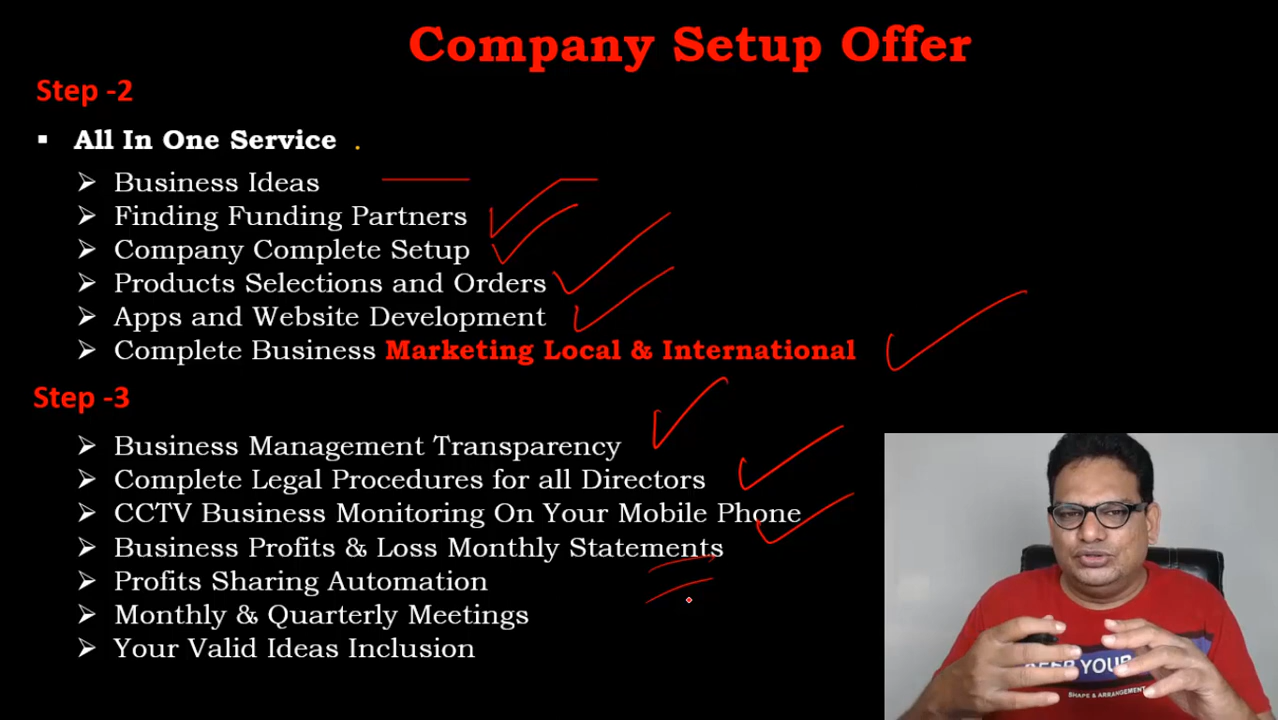 Company Setup Offer
Step -2
All In One Service .
Business Ideas
Finding Funding Partners
Company Complete Setup
Products Selections and Orders
Apps and Website Development
Complete Business Marketing Local & International
Step -3
Business Management Transparency
Complete Legal Procedures for all Directors
CCTV Business Monitoring On Your Mobile Phone
Business Profits & Loss Monthly Statements
Profits Sharing Automation
Monthly & Quarterly Meetings
Your Valid Ideas Inclusion
YOUR
SHAPE & ARRANGEMENT